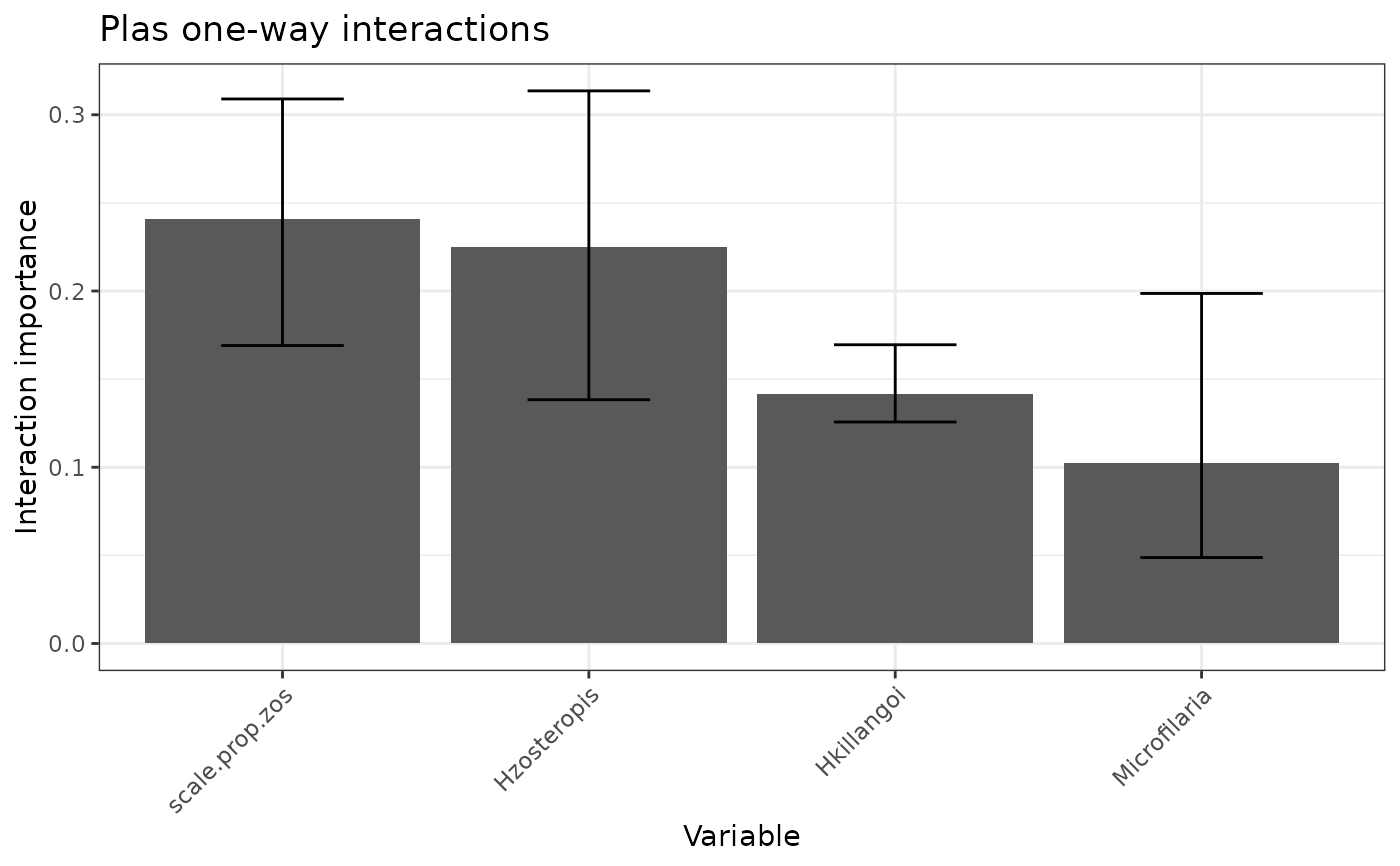 Plas one-way interactions
Interaction importance
0.3
0.2
0.1
0.0
scale.prop.zos
Hzosteropis
Hkillangoi
Microfilaria
Variable